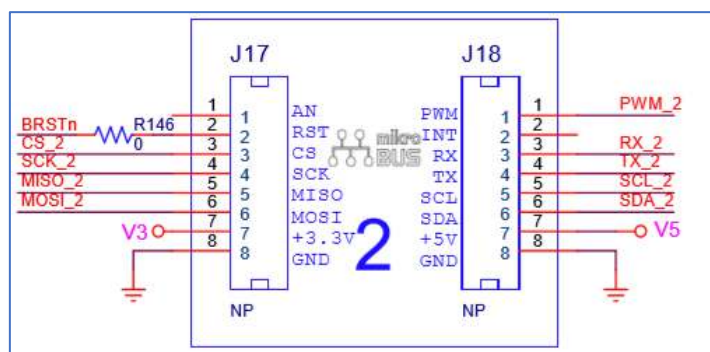 J17 J18
1 1 AN PWM 1 1 PWM_2
BRSTn R146 2 2 RST INT 2 2
CS_2 0 3 3 CS mikro BUS RX 3 3 RX_2
SCK_2 4 4 SCK TX 4 4 TX_2
MISO_2 5 5 MISO SCL 5 5 SCL_2
MOSI_2 6 6 MOSI SDA 6 6 SDA_2
V3 7 7 +3.3V 2 +5V 7 7 V5
8 8 GND GND 8 8
NP NP